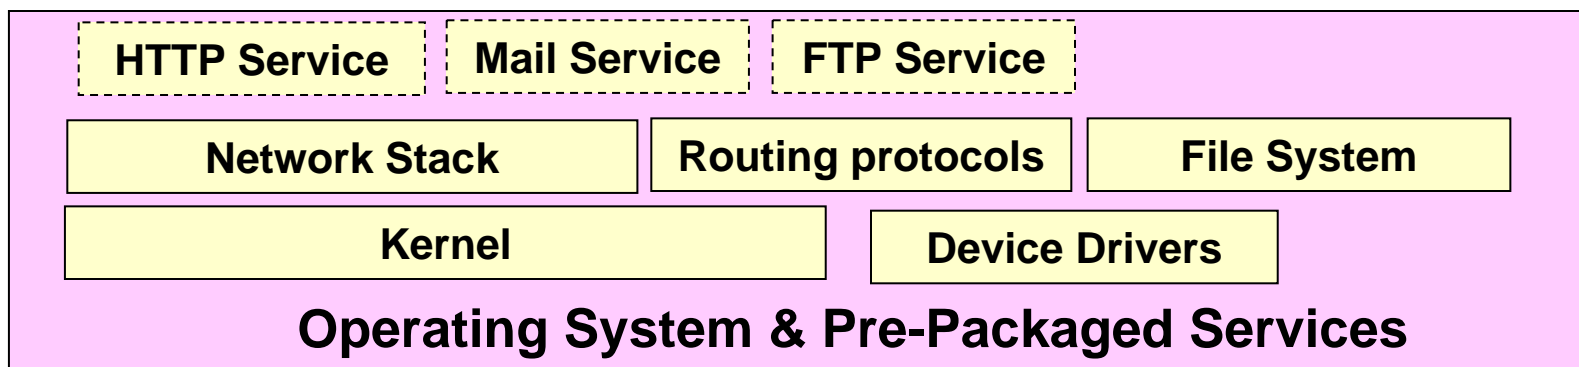 HTTP Service
Mail Service
FTP Service
Network Stack
Routing protocols
File System
Kernel
Device Drivers
Operating System & Pre-Packaged Services